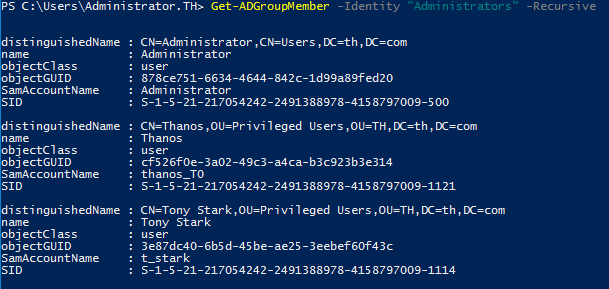 PS C:\Users\Administrator.TH> Get-ADGroupMember -Identity "Administrators" -Recursive
distinguishedName : CN=Administrator,CN=Users,DC=th,DC=com
name              : Administrator
objectClass       : user
objectGUID        : 878ce751-6634-4644-842c-1d99a89fed20
SamAccountName    : Administrator
SID               : S-1-5-21-217054242-2491388978-4158797009-500
distinguishedName : CN=Thanos,OU=Privileged Users,OU=TH,DC=th,DC=com
name              : Thanos
objectClass       : user
objectGUID        : cf526f0e-3a02-49c3-a4ca-b3c923b3e314
SamAccountName    : thanos_T0
SID               : S-1-5-21-217054242-2491388978-4158797009-1121
distinguishedName : CN=Tony Stark,OU=Privileged Users,OU=TH,DC=th,DC=com
name              : Tony Stark
objectClass       : user
objectGUID        : 3e87dc40-6b5d-45be-ae25-3eebef60f43c
SamAccountName    : t_stark
SID               : S-1-5-21-217054242-2491388978-4158797009-1114